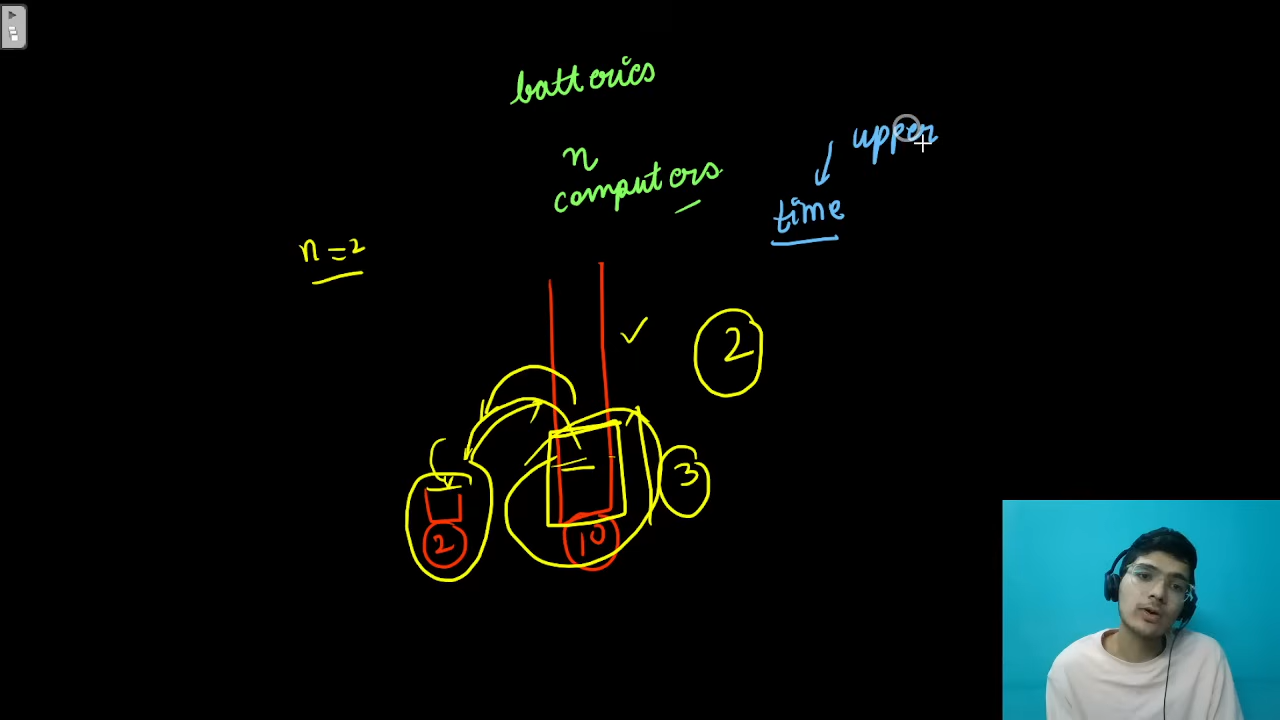 batteries
n
computers
upper
time
n = 2
2
3
2
10